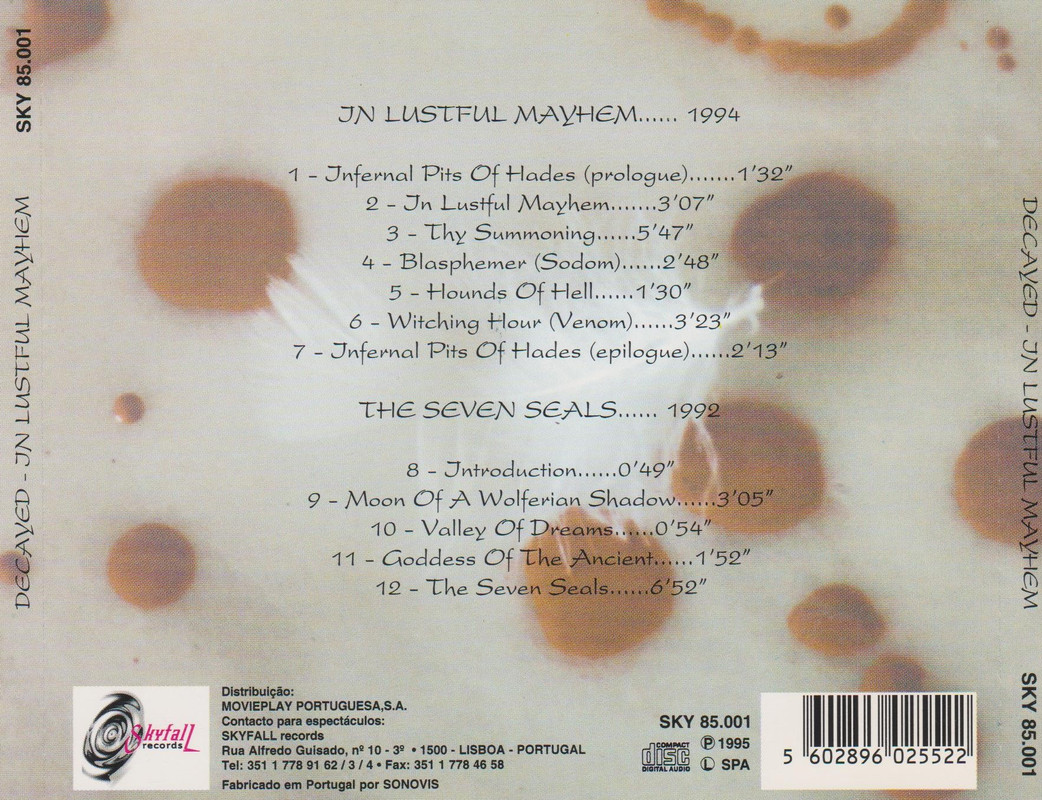 SKY 85.001
DECAYED - IN LUSTFUL MAYHEM
IN LUSTFUL MAYHEM...... 1994
1 - Infernal Pits Of Hades (prologue).......1'32"
2 - In Lustful Mayhem.......3'07"
3 - Thy Summoning......5'47"
4 - Blasphemer (Sodom)......2'48"
5 - Hounds Of Hell......1'30"
6 - Witching Hour (Venom)......3'23"
7 - Infernal Pits Of Hades (epilogue)......2'13"
THE SEVEN SEALS...... 1992
8 - Introduction......0'49"
9 - Moon Of A Wolferian Shadow......3'05"
10 - Valley Of Dreams......0'54"
11 - Goddess Of The Ancient......1'52"
12 - The Seven Seals......6'52"
Skyfall
records
Distribuição:
MOVIEPLAY PORTUGUESA,S.A.
Contacto para espectáculos:
SKYFALL records
Rua Alfredo Guisado, nº 10 - 3º • 1500 - LISBOA - PORTUGAL
Tel: 351 1 778 91 62 / 3 / 4 • Fax: 351 1 778 46 58
Fabricado em Portugal por SONOVIS
SKY 85.001
COMPACT
disc
DIGITAL AUDIO
Ⓟ 1995
Ⓛ SPA
5 602896 025522
DECAYED - IN LUSTFUL MAYHEM
SKY 85.001